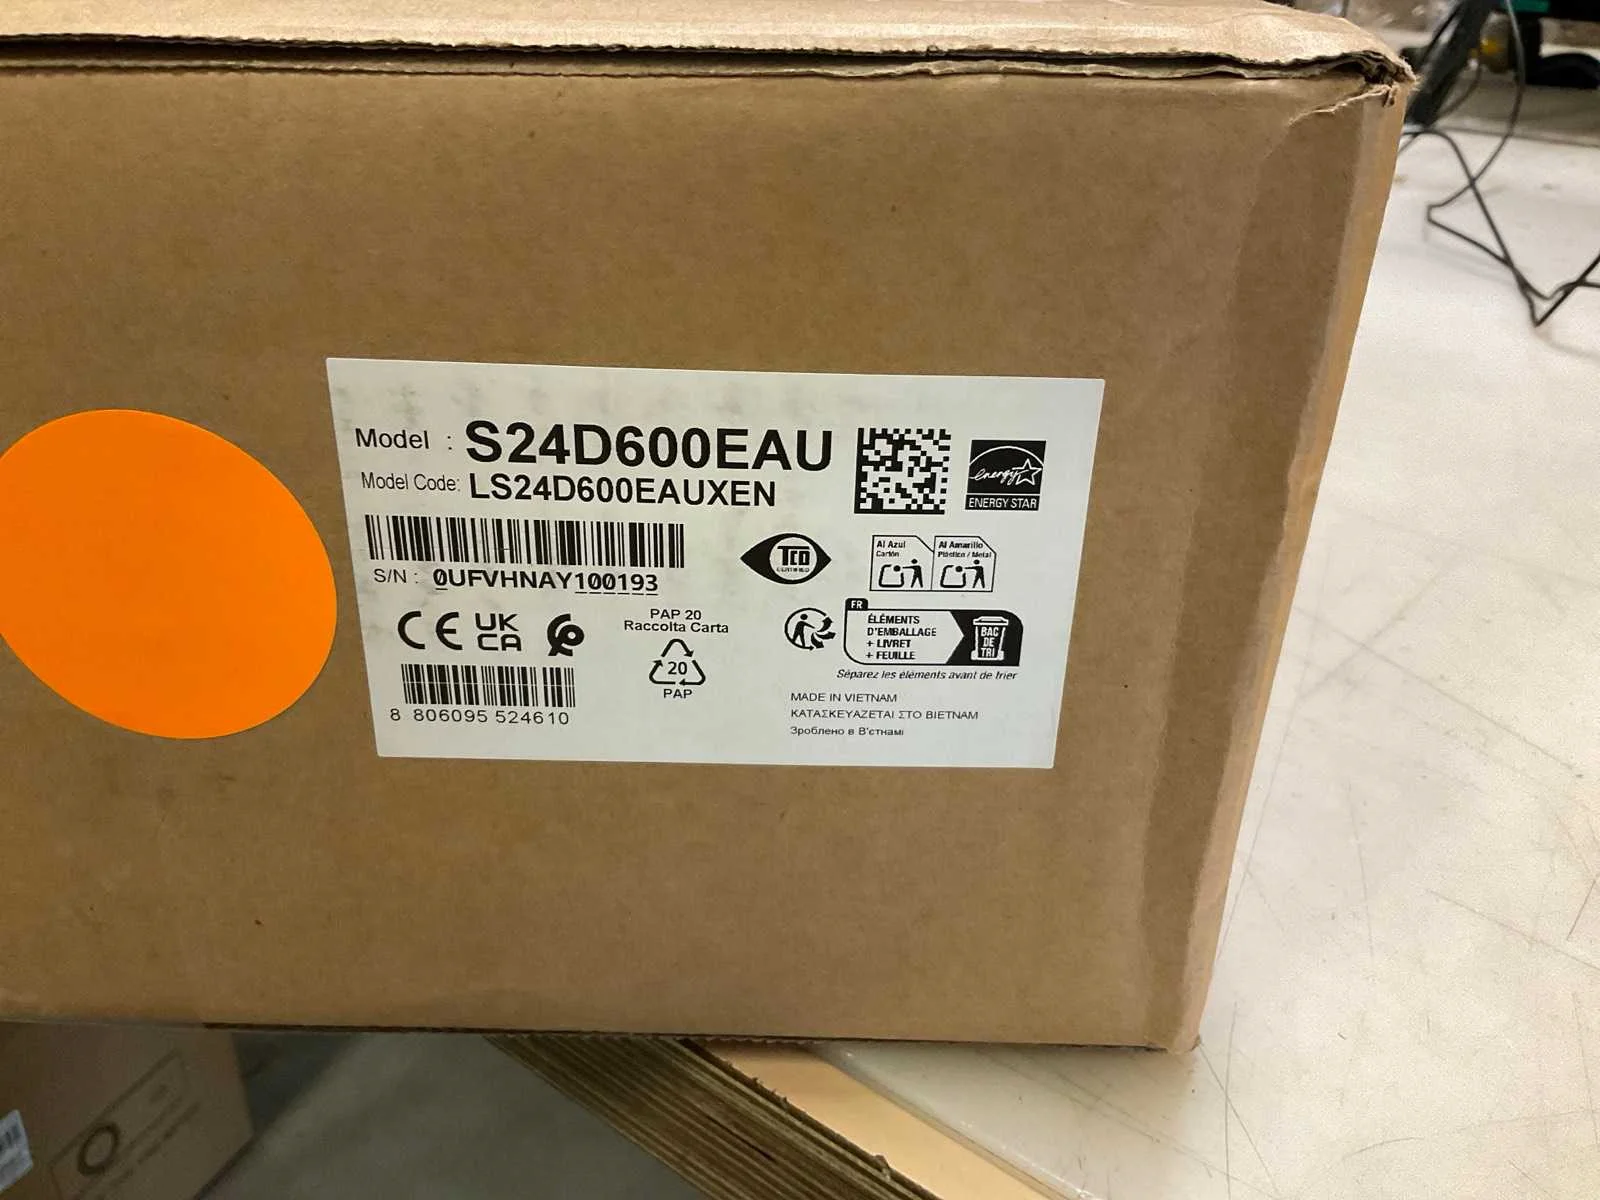 Model : S24D600EAU
Model Code: LS24D600EAUXEN
energy
ENERGY STAR
S/N : 0UFVHNAY100193
TCO
CERTIFIED
Al Azul
Cartón
Al Amarillo
Plástico / Metal
CE UK
CA
PAP 20
Raccolta Carta
20
PAP
FR
ÉLÉMENTS
D'EMBALLAGE
+ LIVRET
+ FEUILLE
BAC
DE
TRI
Séparez les éléments avant de trier
8 806095 524610
MADE IN VIETNAM
ΚΑΤΑΣΚΕΥΑΖΕΤΑΙ ΣΤΟ ΒΙΕΤΝΑΜ
Зроблено в В'єтнамі